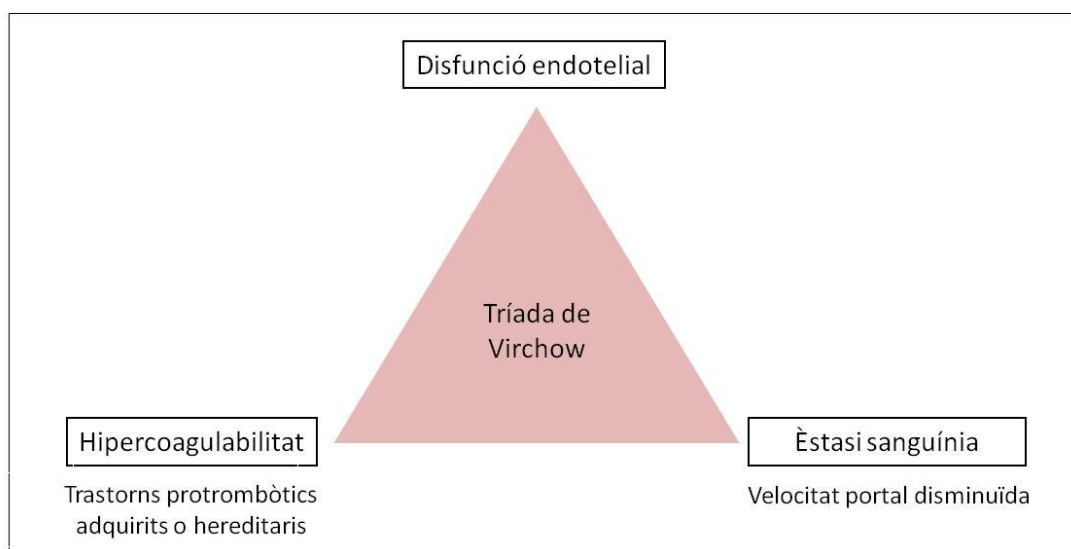 Disfunció endotelial
Tríada de
Virchow
Hipercoagulabilitat
Trastorns protrombòtics
adquirits o hereditaris
Èstasi sanguínia
Velocitat portal disminuïda